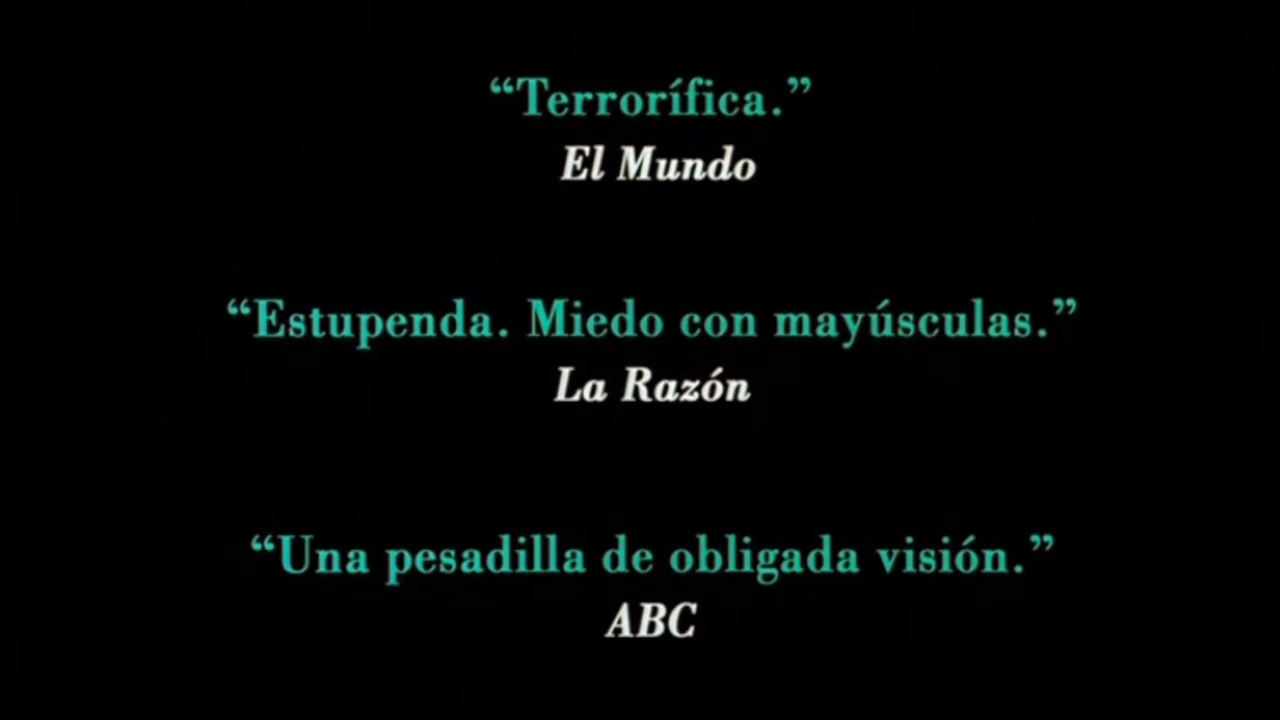 “Terrorífica.”
El Mundo
“Estupenda. Miedo con mayúsculas.”
La Razón
“Una pesadilla de obligada visión.”
ABC